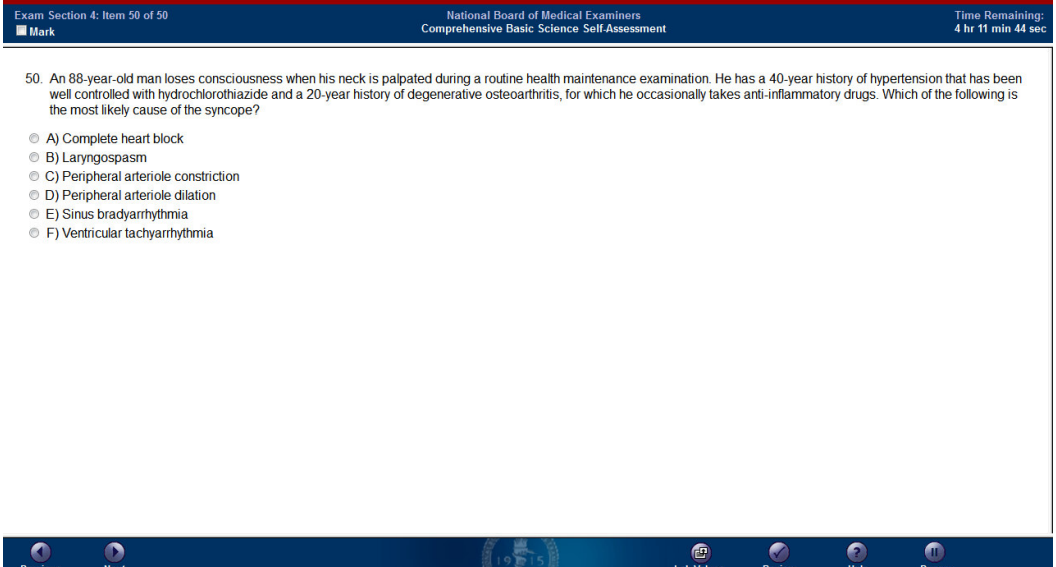 Exam Section 4: Item 50 of 50
National Board of Medical Examiners
Time Remaining:
Mark
Comprehensive Basic Science Self-Assessment
4 hr 11 min 44 sec
50. An 88-year-old man loses consciousness when his neck is palpated during a routine health maintenance examination. He has a 40-year history of hypertension that has been
well controlled with hydrochlorothiazide and a 20-year history of degenerative osteoarthritis, for which he occasionally takes anti-inflammatory drugs. Which of the following is
the most likely cause of the syncope?
A) Complete heart block
B) Laryngospasm
C) Peripheral arteriole constriction
D) Peripheral arteriole dilation
E) Sinus bradyarrhythmia
F) Ventricular tachyarrhythmia